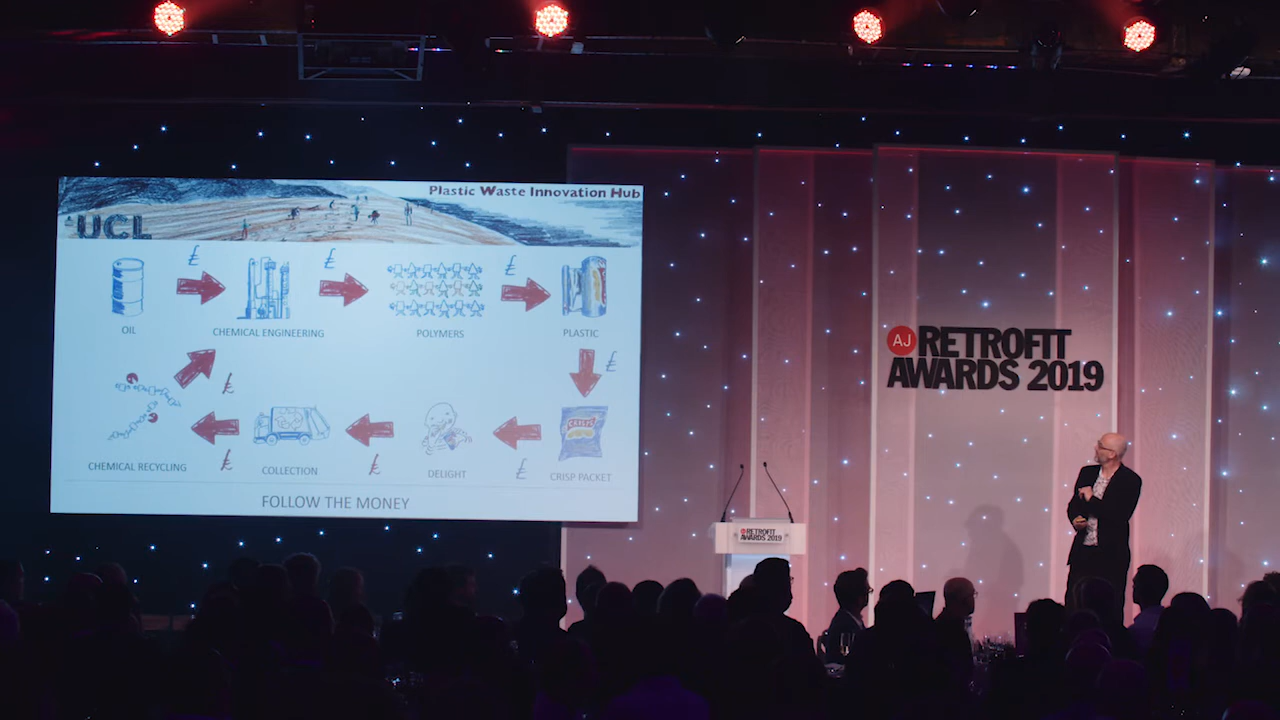 Plastic Waste Innovation Hub
UCL
£ £ £
OIL CHEMICAL ENGINEERING POLYMERS PLASTIC
£
£
CHEMICAL RECYCLING COLLECTION DELIGHT CRISP PACKET
£ £ £
FOLLOW THE MONEY
AJ RETROFIT
AWARDS 2019
AJ RETROFIT
AWARDS 2019